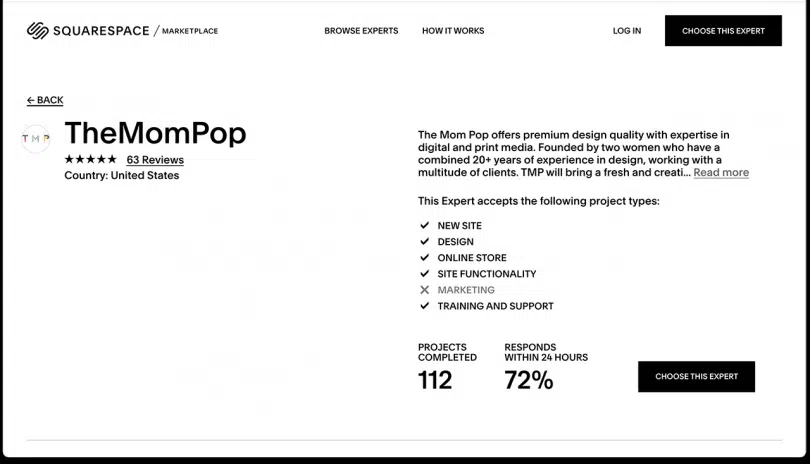 SQUARESPACE / MARKETPLACE
BROWSE EXPERTS
HOW IT WORKS
LOG IN
CHOOSE THIS EXPERT
← BACK
TMP
TheMomPop
★★★★★ 63 Reviews
Country: United States
The Mom Pop offers premium design quality with expertise in
digital and print media. Founded by two women who have a
combined 20+ years of experience in design, working with a
multitude of clients. TMP will bring a fresh and creati... Read more
This Expert accepts the following project types:
NEW SITE
DESIGN
ONLINE STORE
SITE FUNCTIONALITY
MARKETING
TRAINING AND SUPPORT
PROJECTS
COMPLETED
112
RESPONDS
WITHIN 24 HOURS
72%
CHOOSE THIS EXPERT